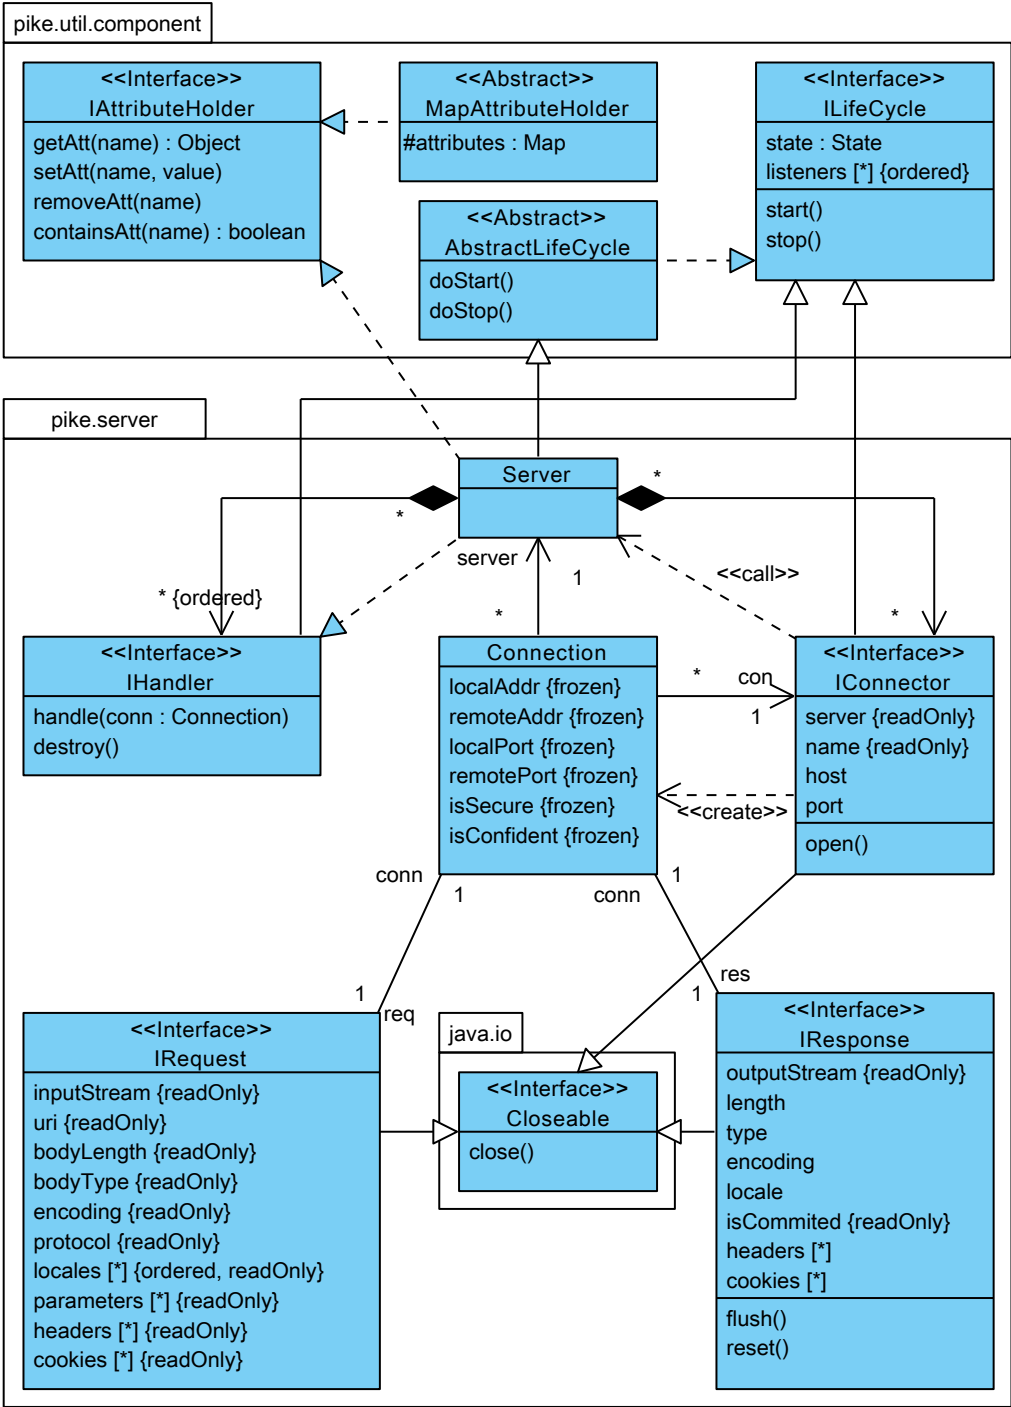 pike.util.component
<<Interface>>
IAttributeHolder
getAtt(name) : Object
setAtt(name, value)
removeAtt(name)
containsAtt(name) : boolean
<<Abstract>>
MapAttributeHolder
#attributes : Map
<<Abstract>>
AbstractLifeCycle
doStart()
doStop()
<<Interface>>
ILifeCycle
state : State
listeners [*] {ordered}
start()
stop()
pike.server
Server
*
*
server
1
<<call>>
* {ordered}
*
*
<<Interface>>
IHandler
handle(conn : Connection)
destroy()
Connection
localAddr {frozen}
remoteAddr {frozen}
localPort {frozen}
remotePort {frozen}
isSecure {frozen}
isConfident {frozen}
*
con
1
<<create>>
<<Interface>>
IConnector
server {readOnly}
name {readOnly}
host
port
open()
conn
1
conn
1
1
req
res
1
<<Interface>>
IRequest
inputStream {readOnly}
uri {readOnly}
bodyLength {readOnly}
bodyType {readOnly}
encoding {readOnly}
protocol {readOnly}
locales [*] {ordered, readOnly}
parameters [*] {readOnly}
headers [*] {readOnly}
cookies [*] {readOnly}
java.io
<<Interface>>
Closeable
close()
<<Interface>>
IResponse
outputStream {readOnly}
length
type
encoding
locale
isCommited {readOnly}
headers [*]
cookies [*]
flush()
reset()